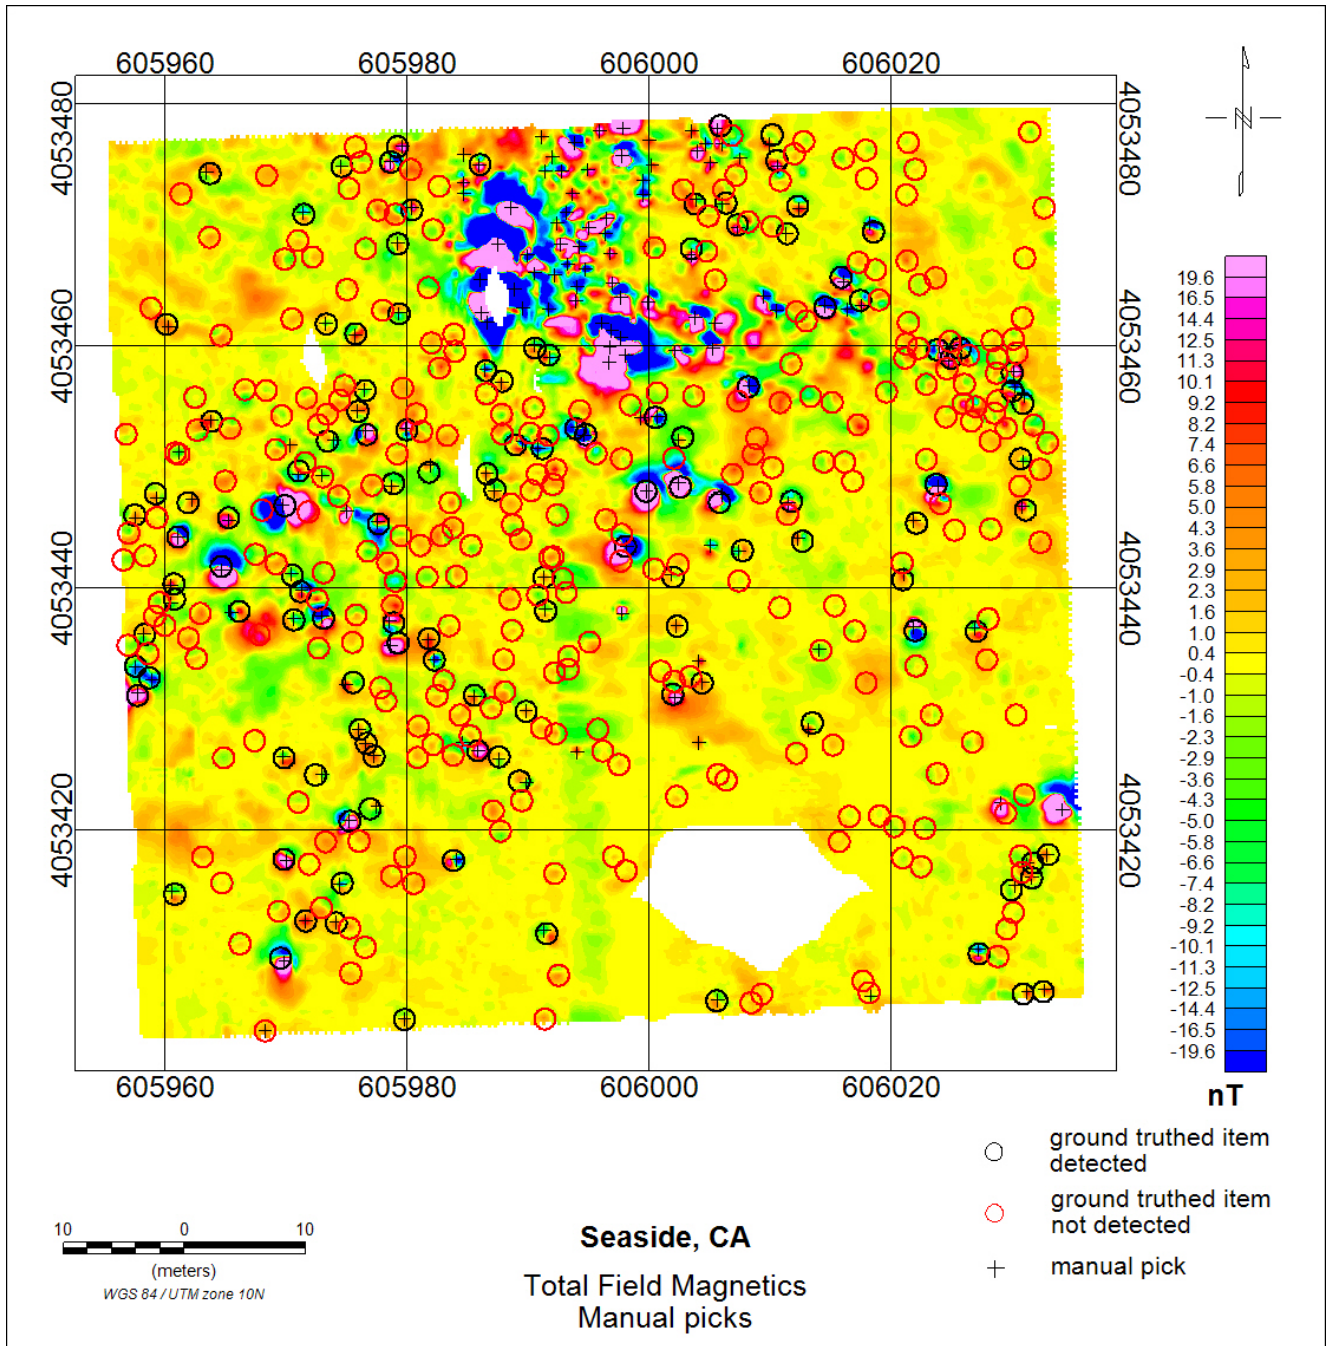 605960 605980 606000 606020
4053480 4053480
4053460 4053460
4053440 4053440
4053420 4053420
605960 605980 606000 606020
N
19.6
16.5
14.4
12.5
11.3
10.1
9.2
8.2
7.4
6.6
5.8
5.0
4.3
3.6
2.9
2.3
1.6
1.0
0.4
-0.4
-1.0
-1.6
-2.3
-2.9
-3.6
-4.3
-5.0
-5.8
-6.6
-7.4
-8.2
-9.2
-10.1
-11.3
-12.5
-14.4
-16.5
-19.6
nT
ground truthed item
detected
ground truthed item
not detected
manual pick
10 0 10
(meters)
WGS 84 / UTM zone 10N
Seaside, CA
Total Field Magnetics
Manual picks